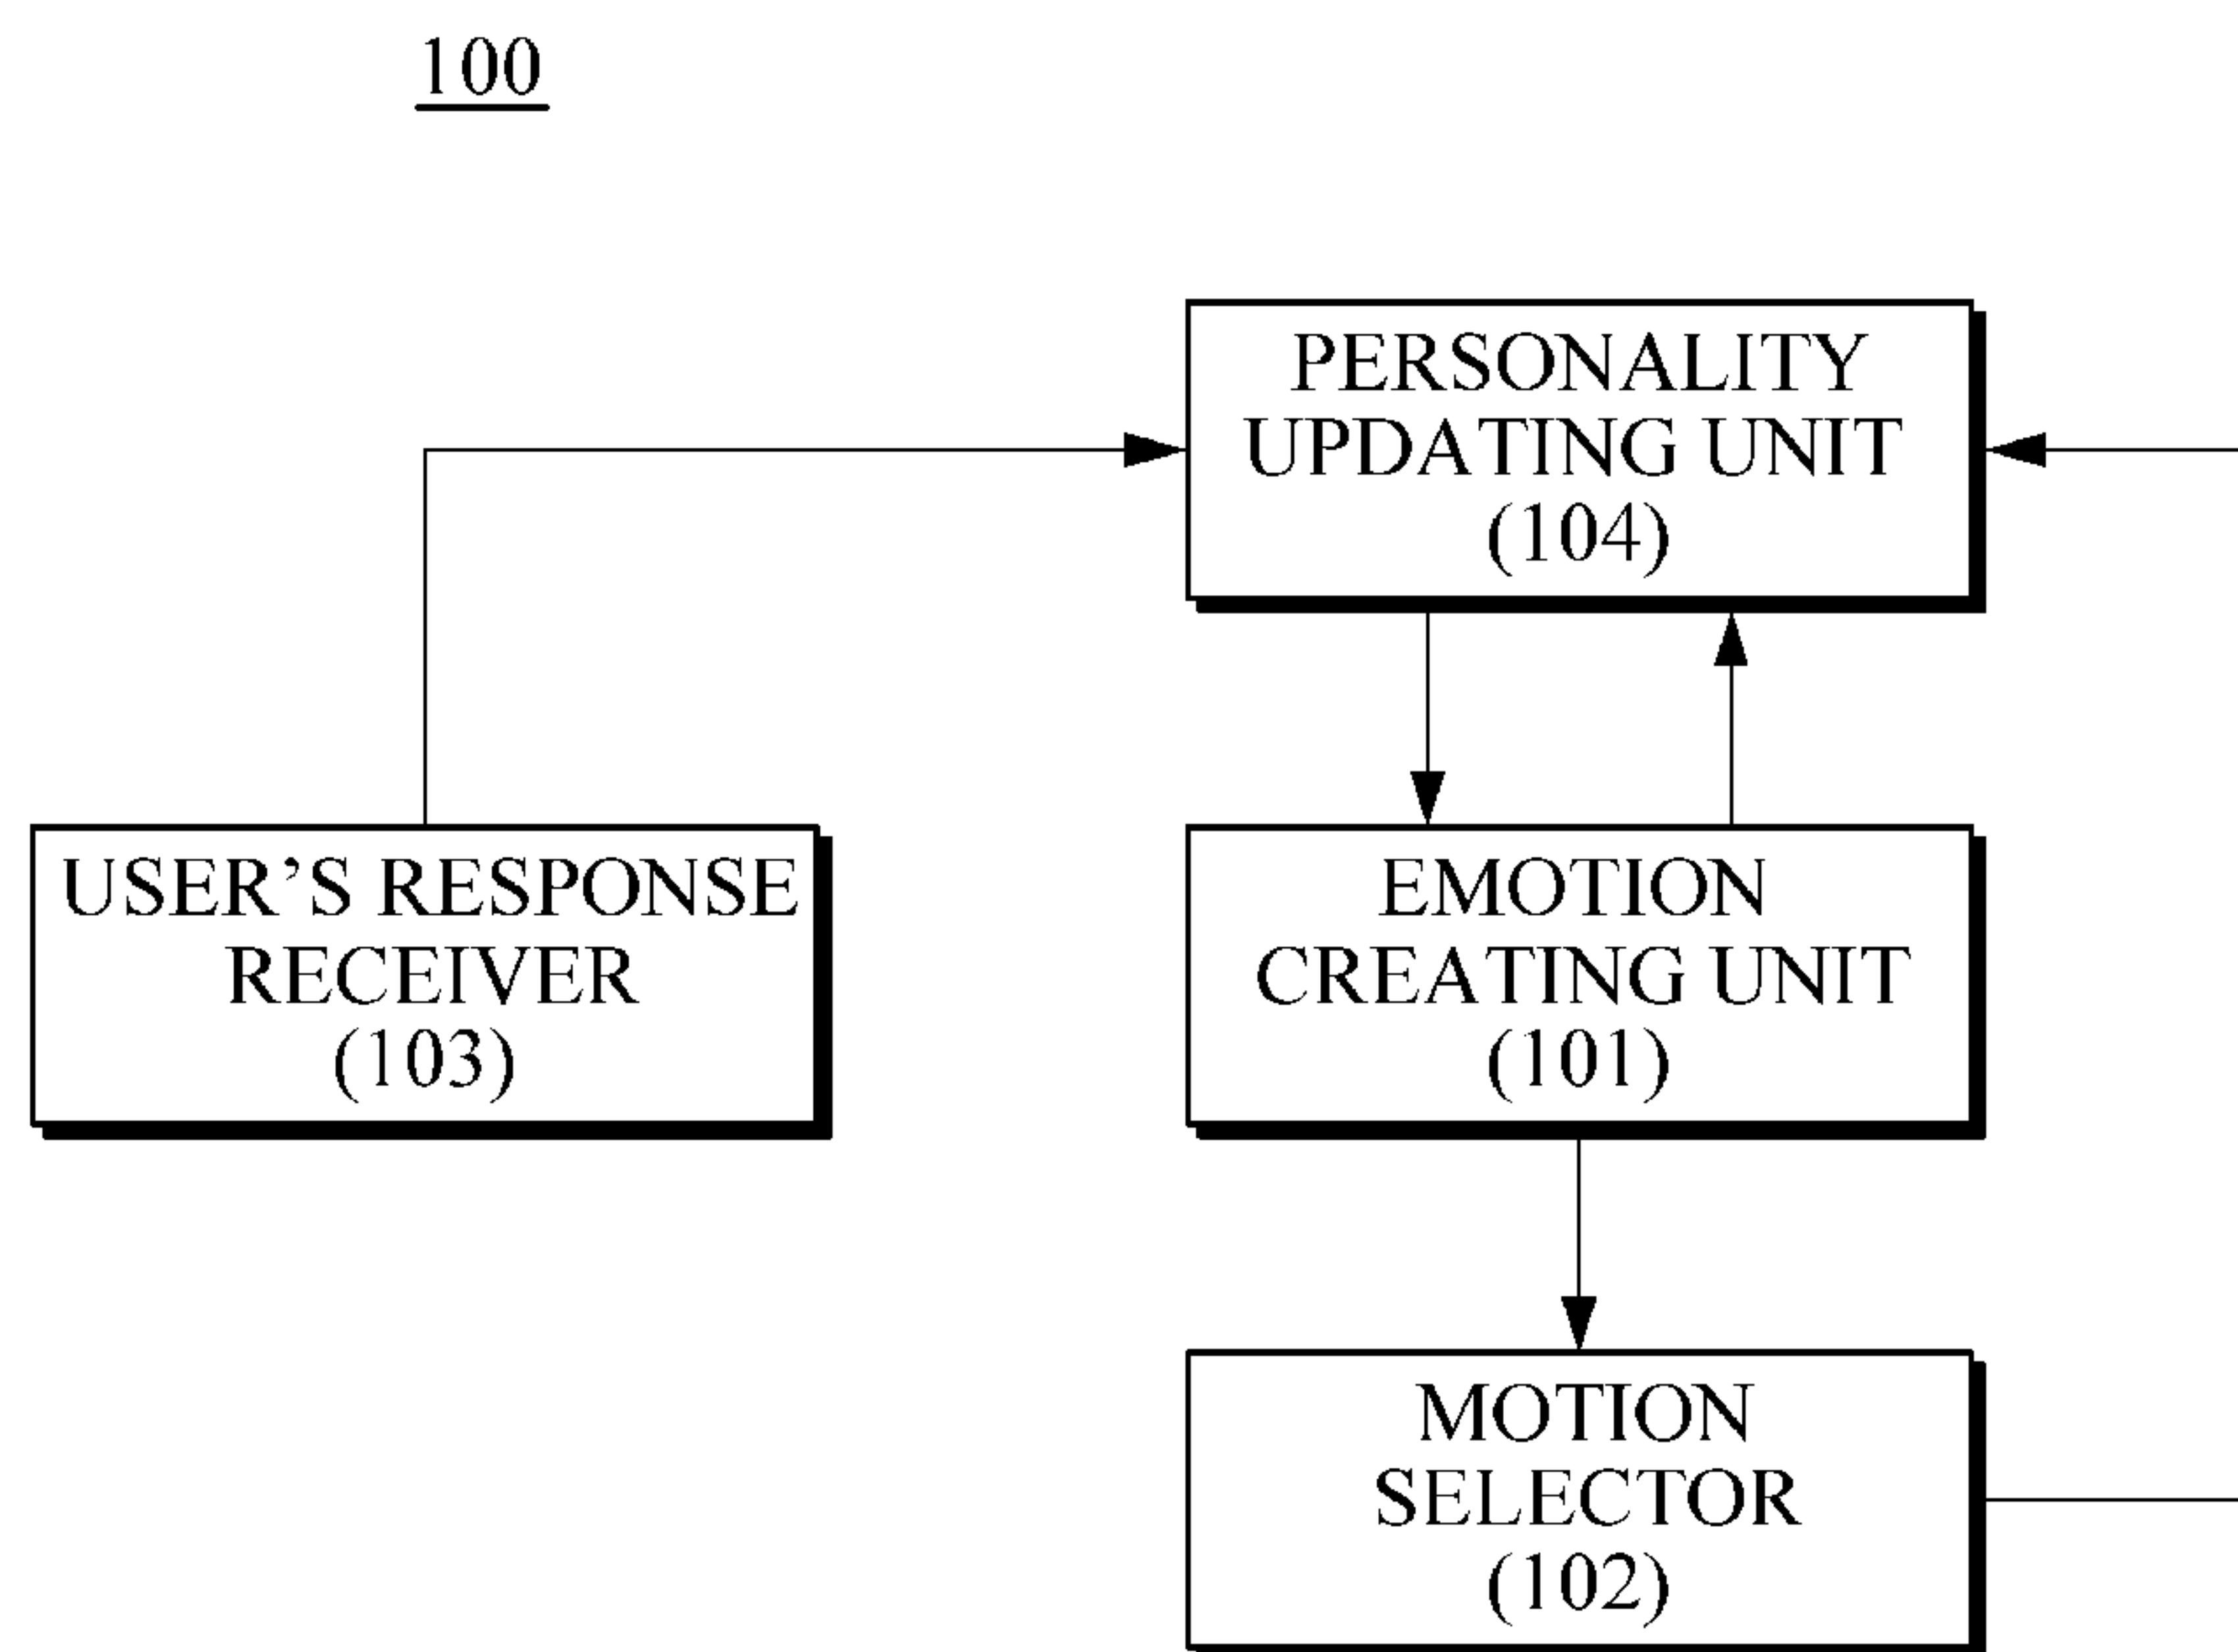 100
PERSONALITY
UPDATING UNIT
(104)
USER’S RESPONSE
RECEIVER
(103)
EMOTION
CREATING UNIT
(101)
MOTION
SELECTOR
(102)